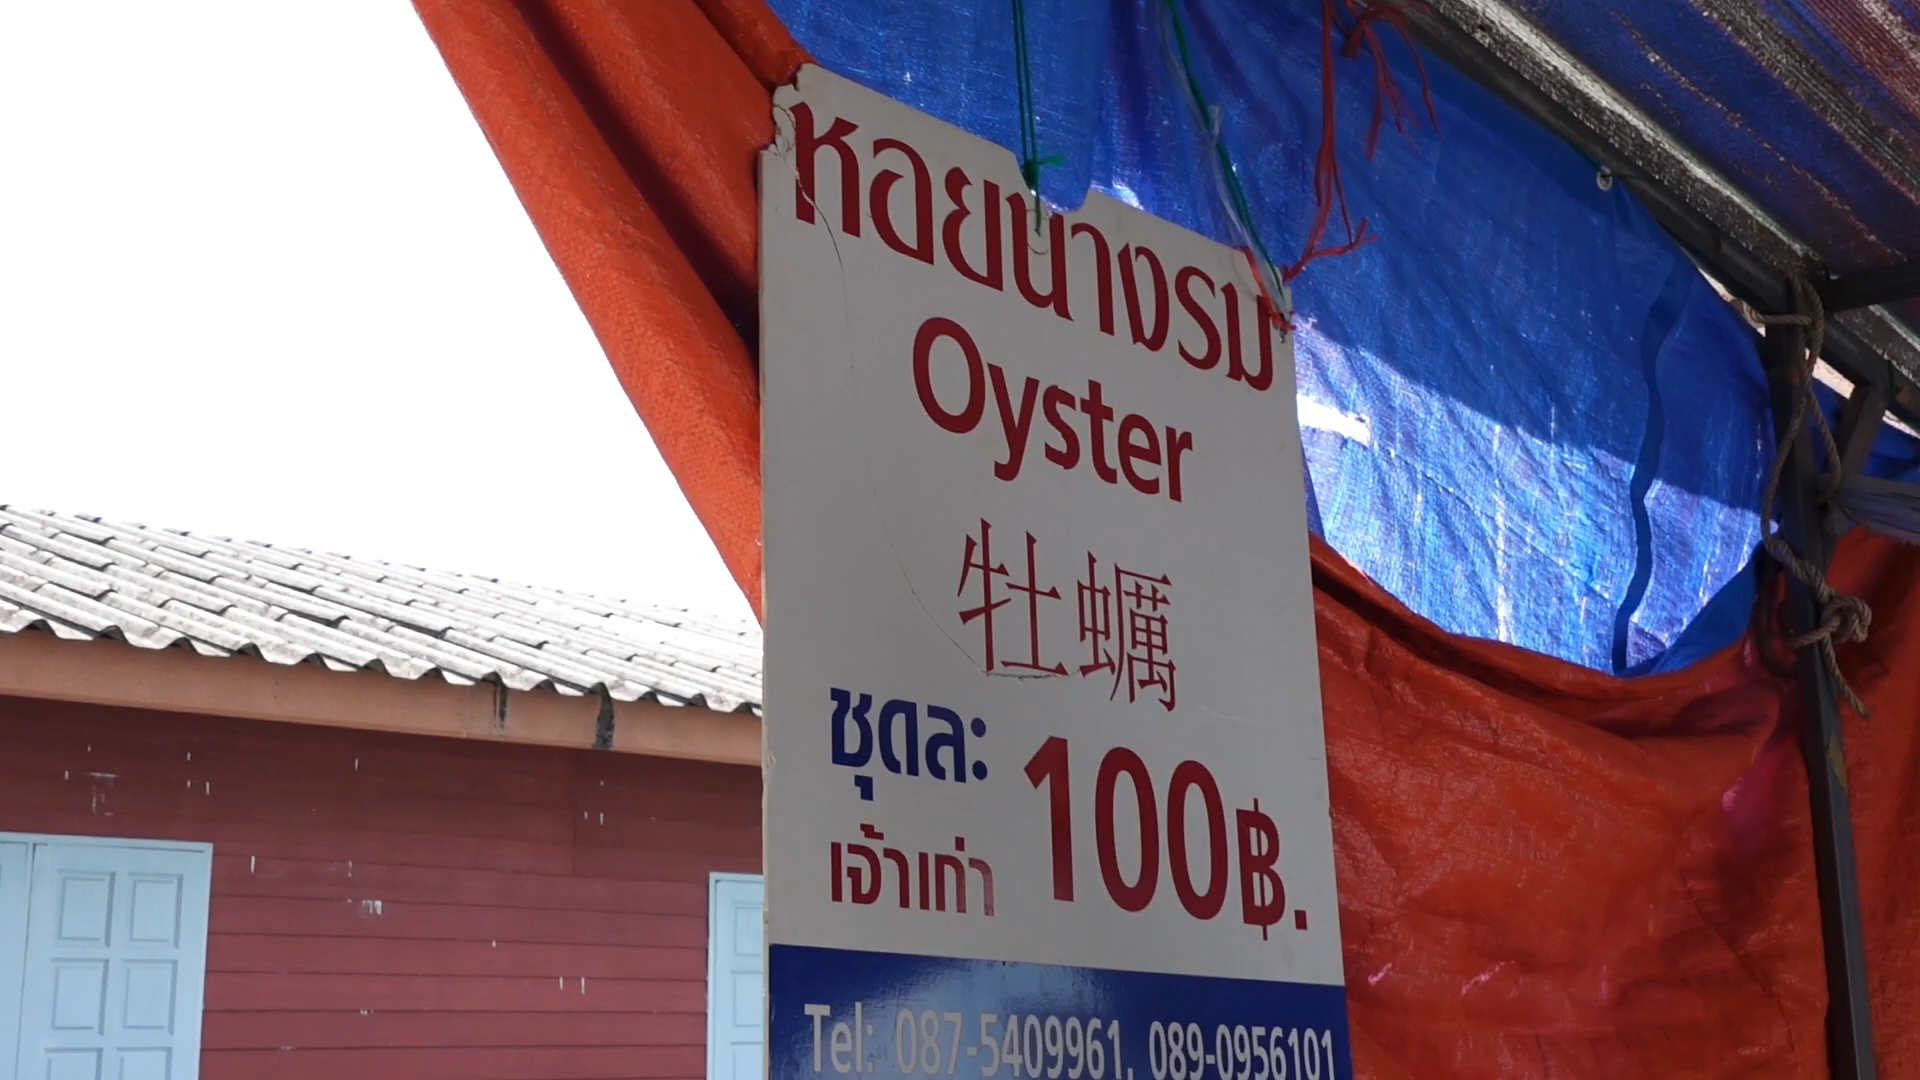 หอยนางรม
Oyster
牡蠣
ชุดละ 100฿.
เจ้าเก่า
Tel: 087-5409961, 089-0956101